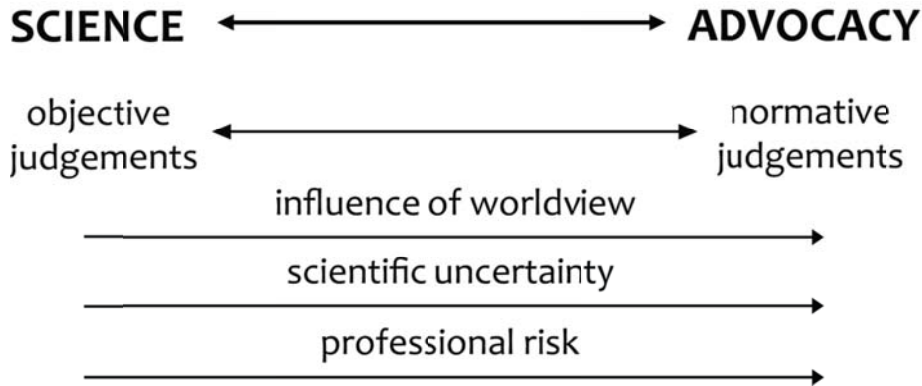 SCIENCE ADVOCACY
objective normative
judgements judgements
influence of worldview
scientific uncertainty
professional risk